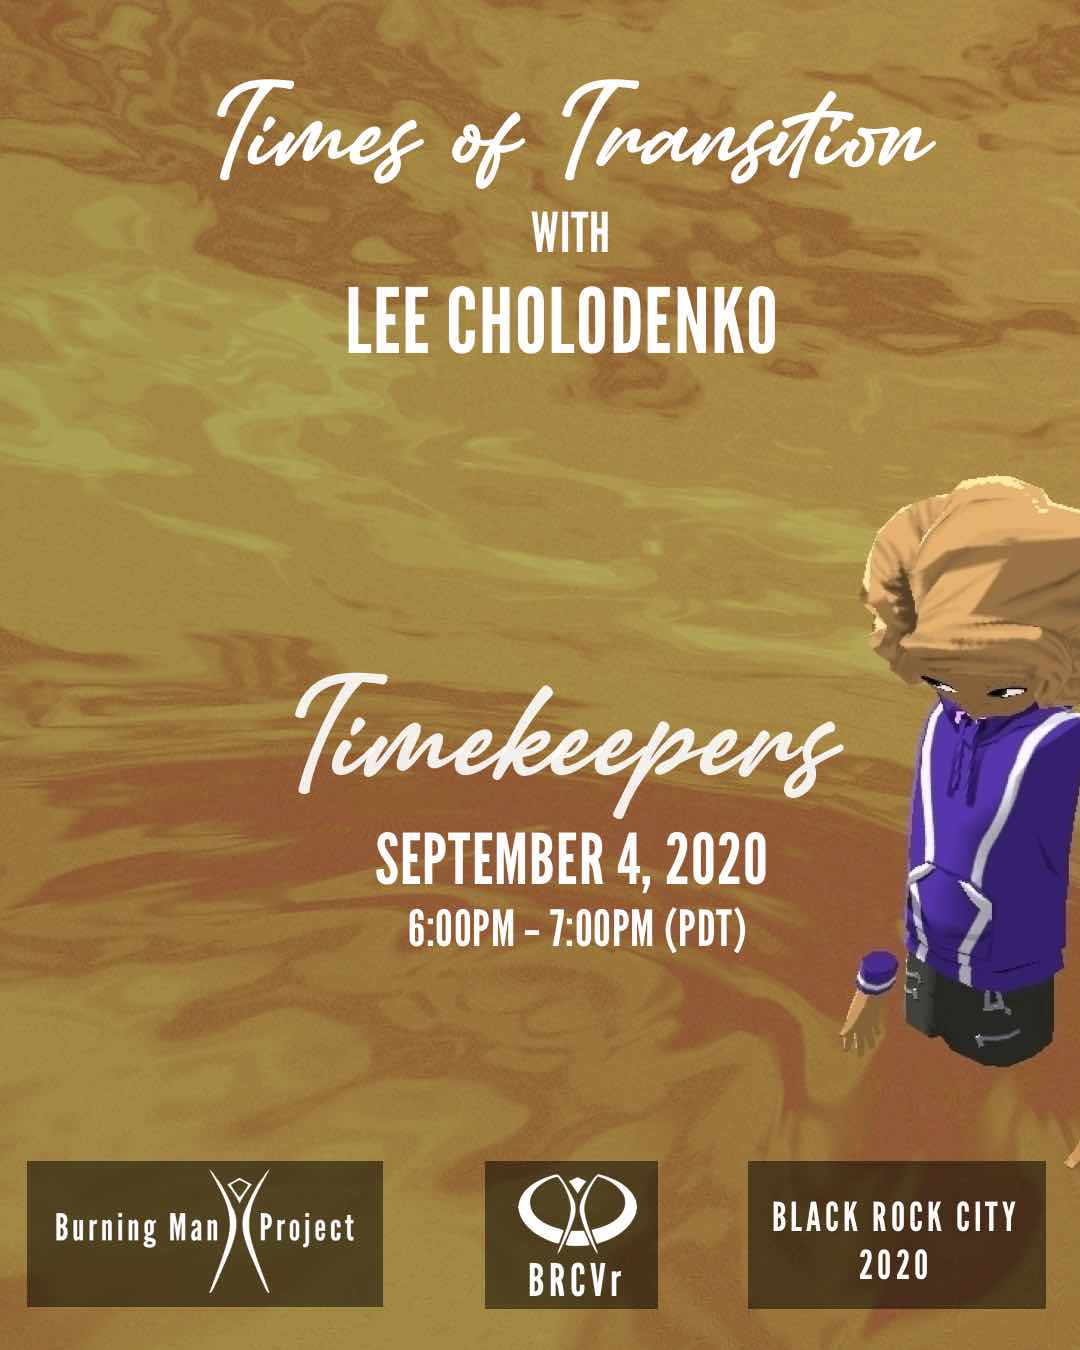 Times of Transition
WITH
LEE CHOLODENKO
Timekeepers
SEPTEMBER 4, 2020
6:00PM – 7:00PM (PDT)
Burning Man Project
BRCVr
BLACK ROCK CITY
2020